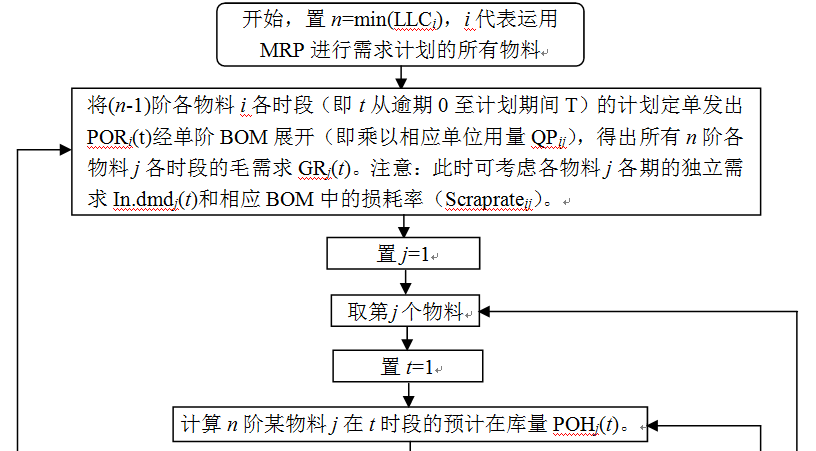 开始，置 n=min(LLCi)，i 代表运用
MRP 进行需求计划的所有物料
将(n-1)阶各物料 i 各时段（即 t 从逾期 0 至计划期间 T）的计划定单发出
PORi(t)经单阶 BOM 展开（即乘以相应单位用量 QPij），得出所有 n 阶各
物料 j 各时段的毛需求 GRj(t)。注意：此时可考虑各物料 j 各期的独立需
求 In.dmdj(t)和相应 BOM 中的损耗率（Scraprateij）。
置 j=1
取第 j 个物料
置 t=1
计算 n 阶某物料 j 在 t 时段的预计在库量 POHj(t)。